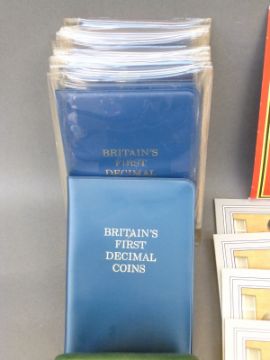 BRITAIN'S
FIRST
DECIMAL
BRITAIN'S
FIRST
DECIMAL
COINS